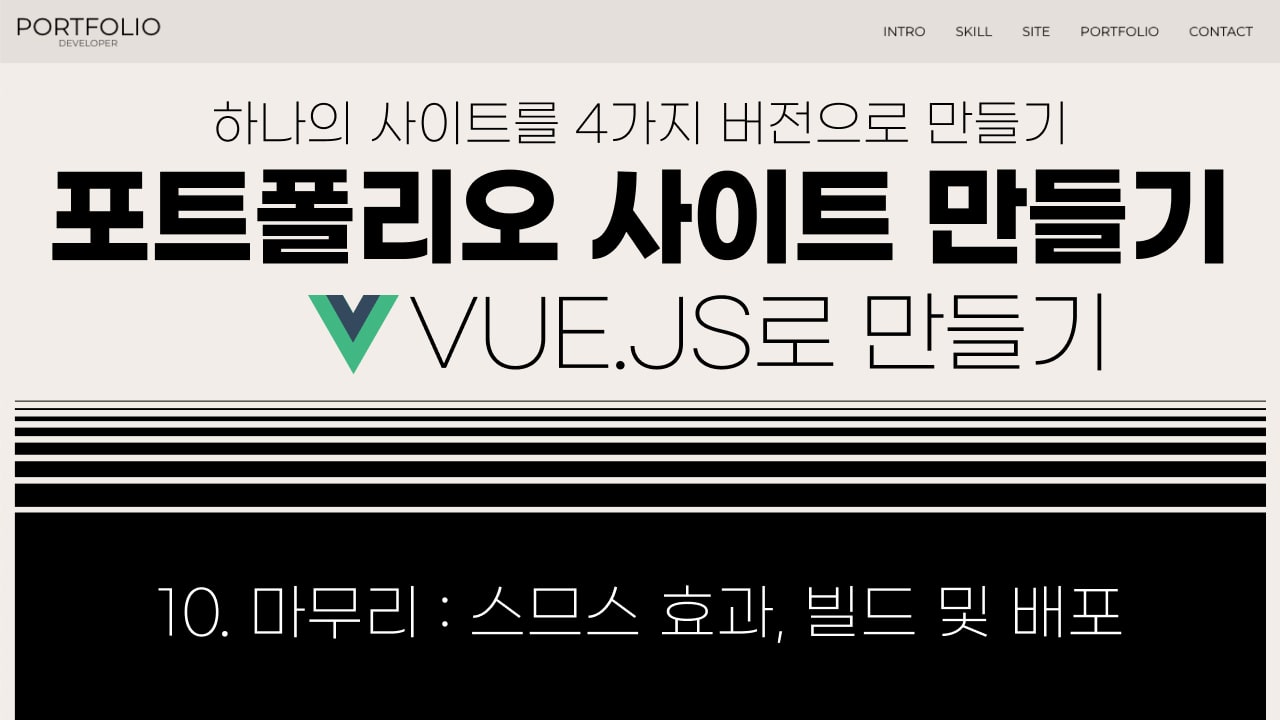 PORTFOLIO
DEVELOPER
INTRO SKILL SITE PORTFOLIO CONTACT
하나의 사이트를 4가지 버전으로 만들기
포트폴리오 사이트 만들기
VUE.JS로 만들기
10. 마무리 : 스므스 효과, 빌드 및 배포